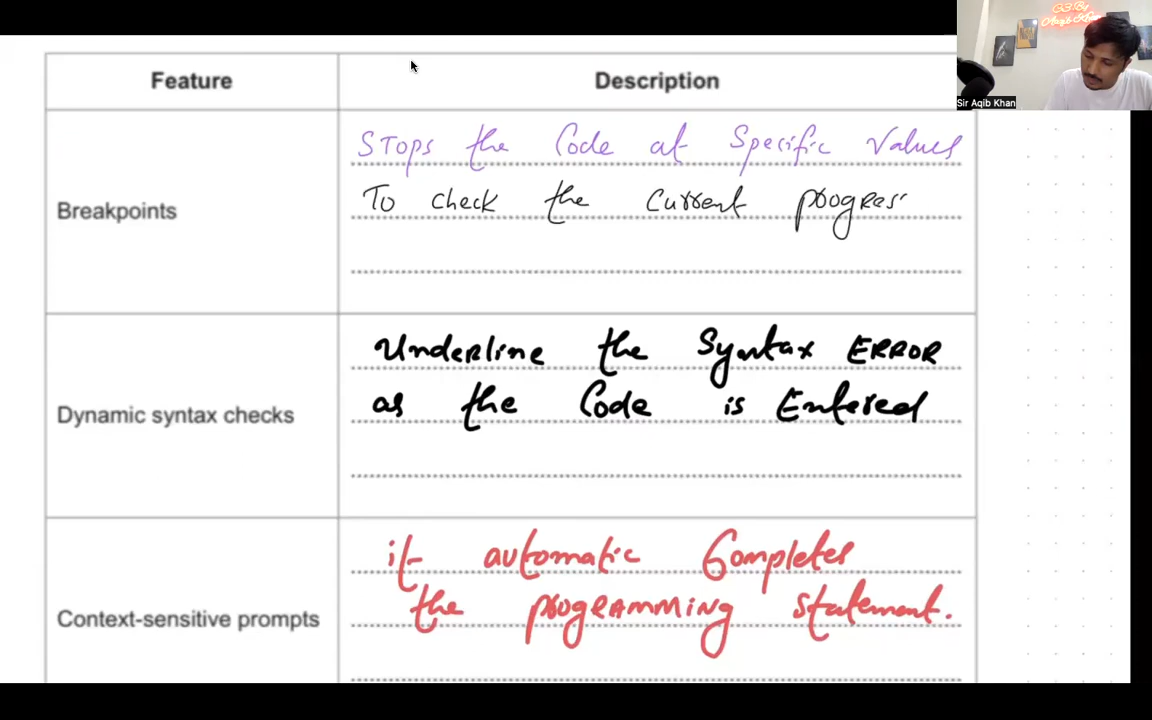 Feature
Description
Sir Aqib Khan
Breakpoints
STops the Code at Specific Values
To check the Current progress
Dynamic syntax checks
Underline the Syntax ERROR
as the Code is Entered
Context-sensitive prompts
it automatic Completes
the proGRAMMING statement.